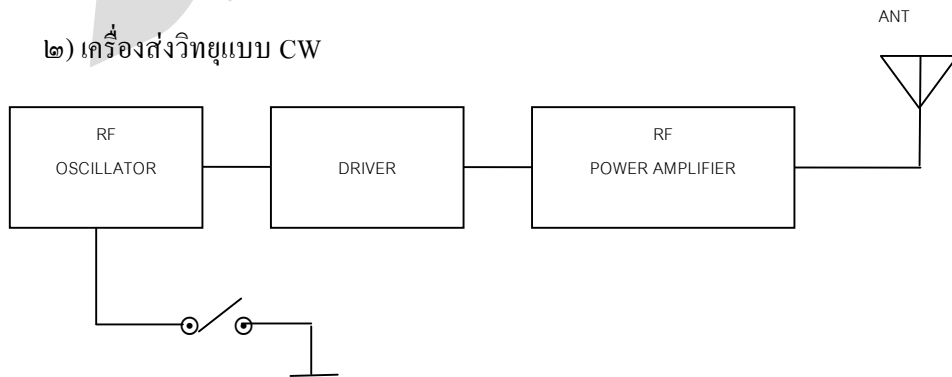 ANT
๒) เครื่องส่งวิทยุแบบ CW
RF
OSCILLATOR
DRIVER
RF
POWER AMPLIFIER